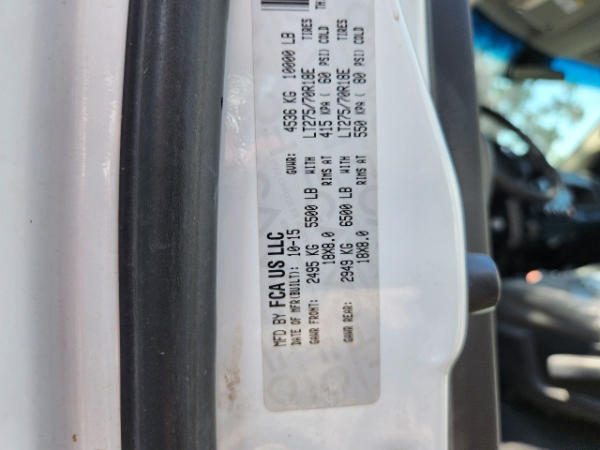 MFD BY FCA US LLC
DATE OF MFR(BUILT): 10-15 GVWR: 4536 KG 10000 LB
GAWR FRONT: 2495 KG 5500 LB WITH LT275/70R18E TIRES
18X8.0 RIMS AT 415 KPA ( 60 PSI) COLD
GAWR REAR: 2949 KG 6500 LB WITH LT275/70R18E TIRES
18X8.0 RIMS AT 550 KPA ( 80 PSI) COLD